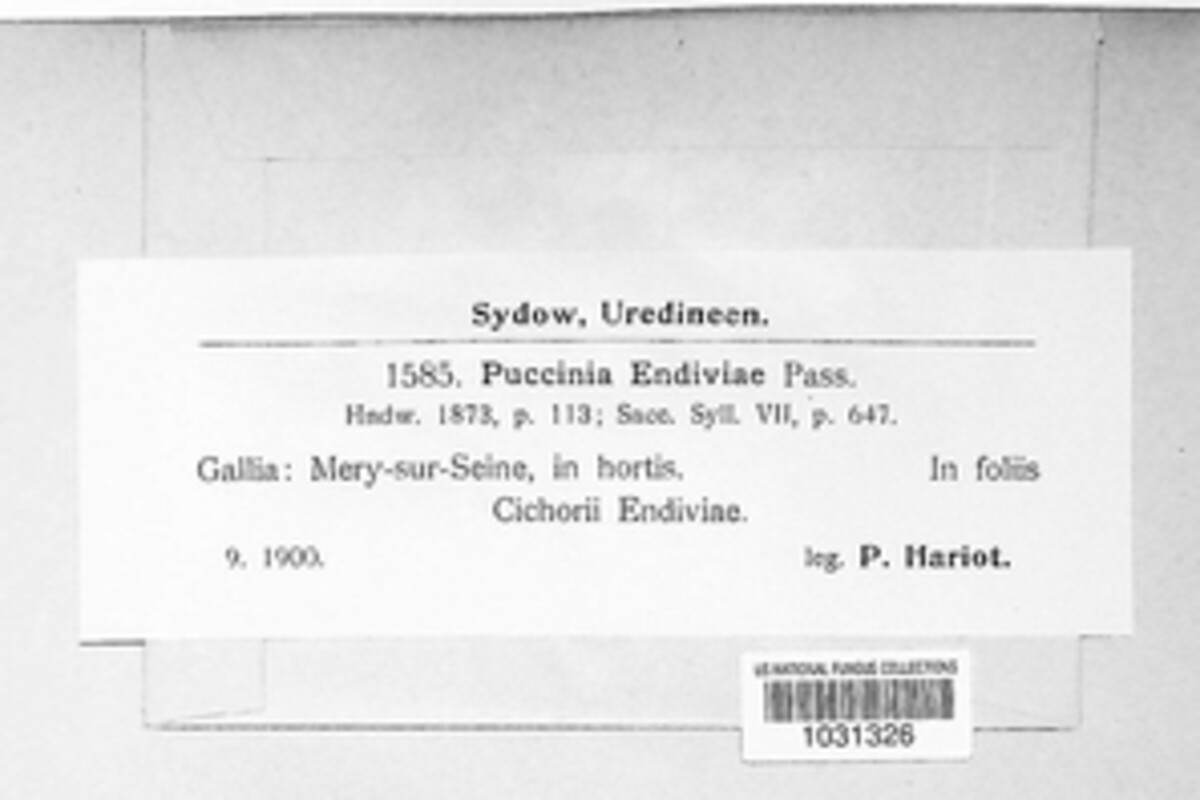 Sydow, Uredineen.
1585. Puccinia Endiviae Pass.
Hedw. 1873, p. 113; Sacc. Syll. VII, p. 647.
Gallia: Mery-sur-Seine, in hortis. In foliis
Cichorii Endiviae.
9. 1900. leg. P. Hariot.
US NATIONAL FUNGUS COLLECTIONS
1031326